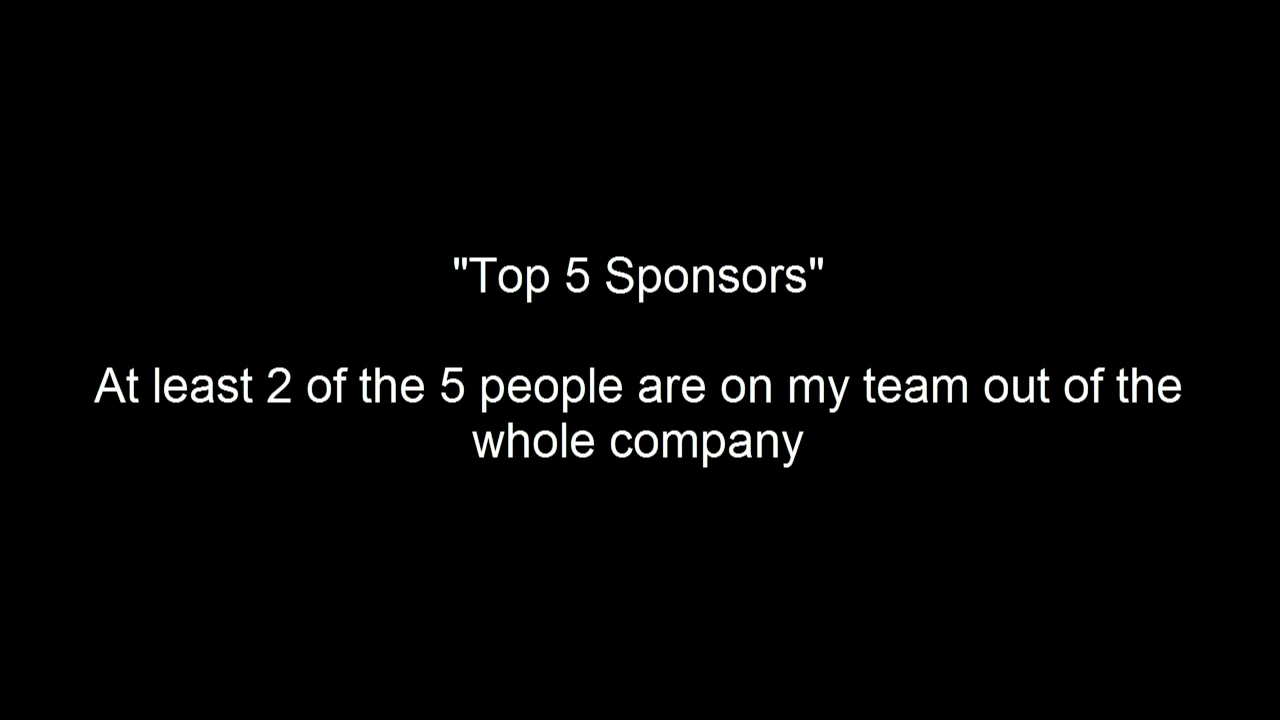 "Top 5 Sponsors"
At least 2 of the 5 people are on my team out of the
whole company